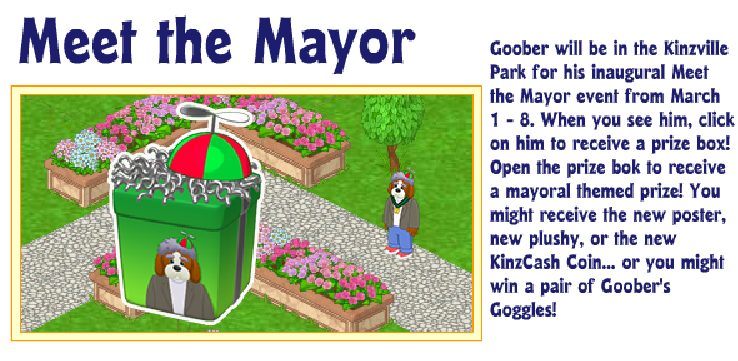 Meet the Mayor
Goober will be in the Kinzville
Park for his inaugural Meet
the Mayor event from March
1 - 8. When you see him, click
on him to receive a prize box!
Open the prize bok to receive
a mayoral themed prize! You
might receive the new poster,
new plushy, or the new
KinzCash Coin... or you might
win a pair of Goober's
Goggles!